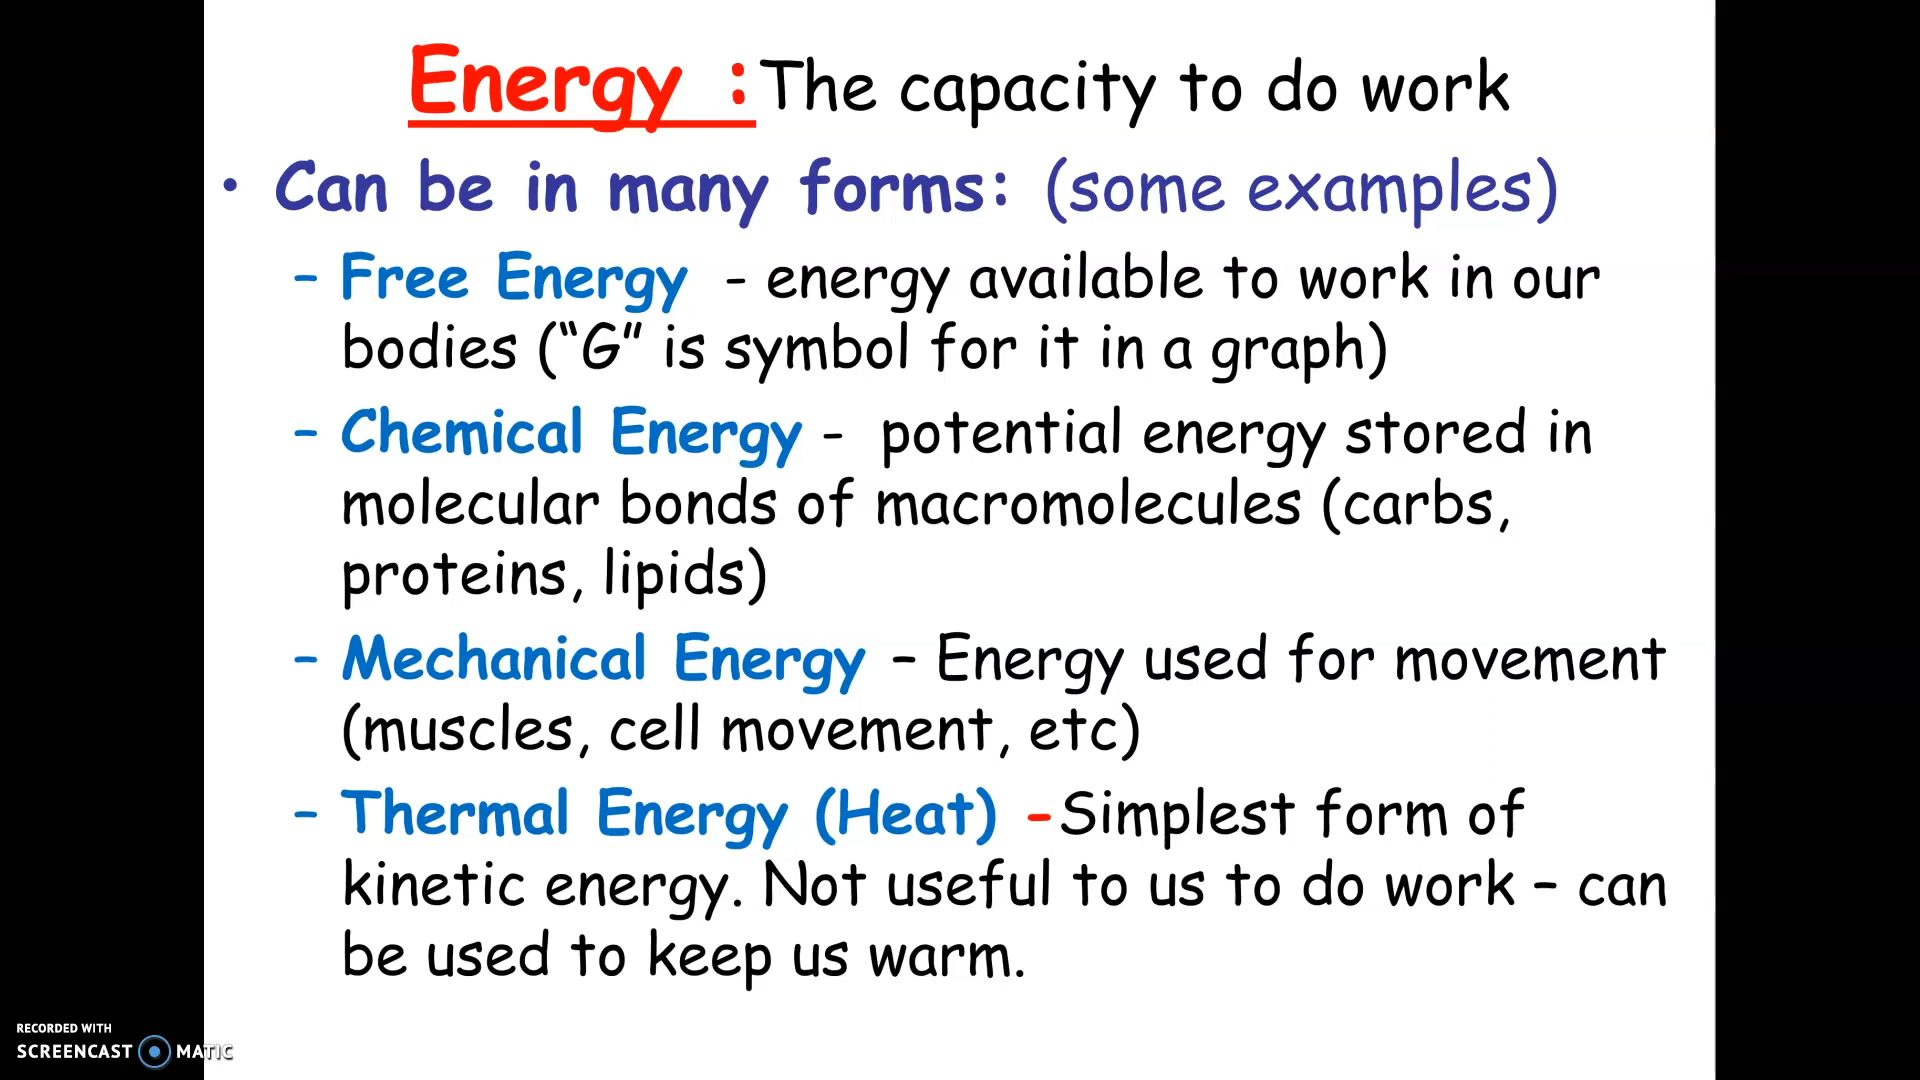 Energy : The capacity to do work
• Can be in many forms: (some examples)
– Free Energy - energy available to work in our
bodies (“G” is symbol for it in a graph)
– Chemical Energy - potential energy stored in
molecular bonds of macromolecules (carbs,
proteins, lipids)
– Mechanical Energy – Energy used for movement
(muscles, cell movement, etc)
– Thermal Energy (Heat) -Simplest form of
kinetic energy. Not useful to us to do work – can
be used to keep us warm.
RECORDED WITH
SCREENCAST MATIC